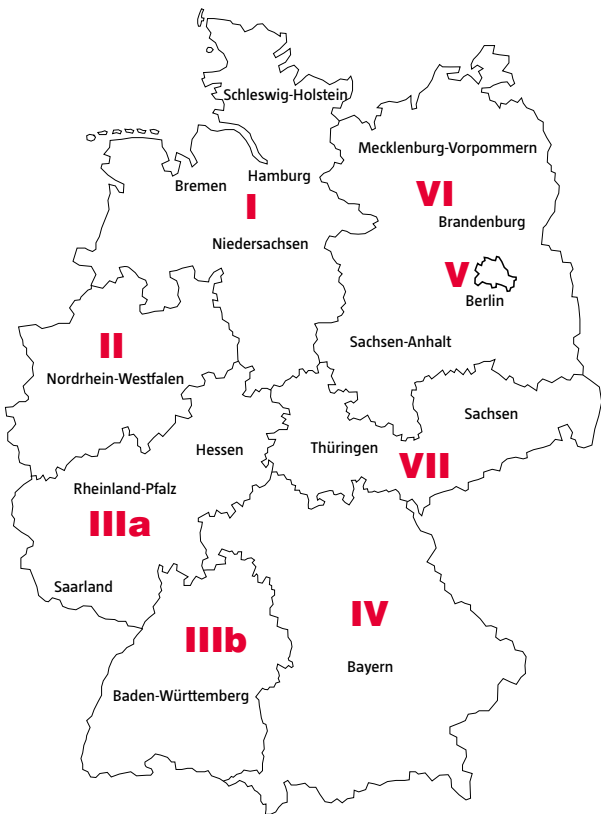 Schleswig-Holstein
Mecklenburg-Vorpommern
Hamburg
Bremen
I
VI
Brandenburg
Niedersachsen
V
Berlin
II
Sachsen-Anhalt
Nordrhein-Westfalen
Sachsen
Hessen
Thüringen
VII
Rheinland-Pfalz
IIIa
Saarland
IV
IIIb
Bayern
Baden-Württemberg